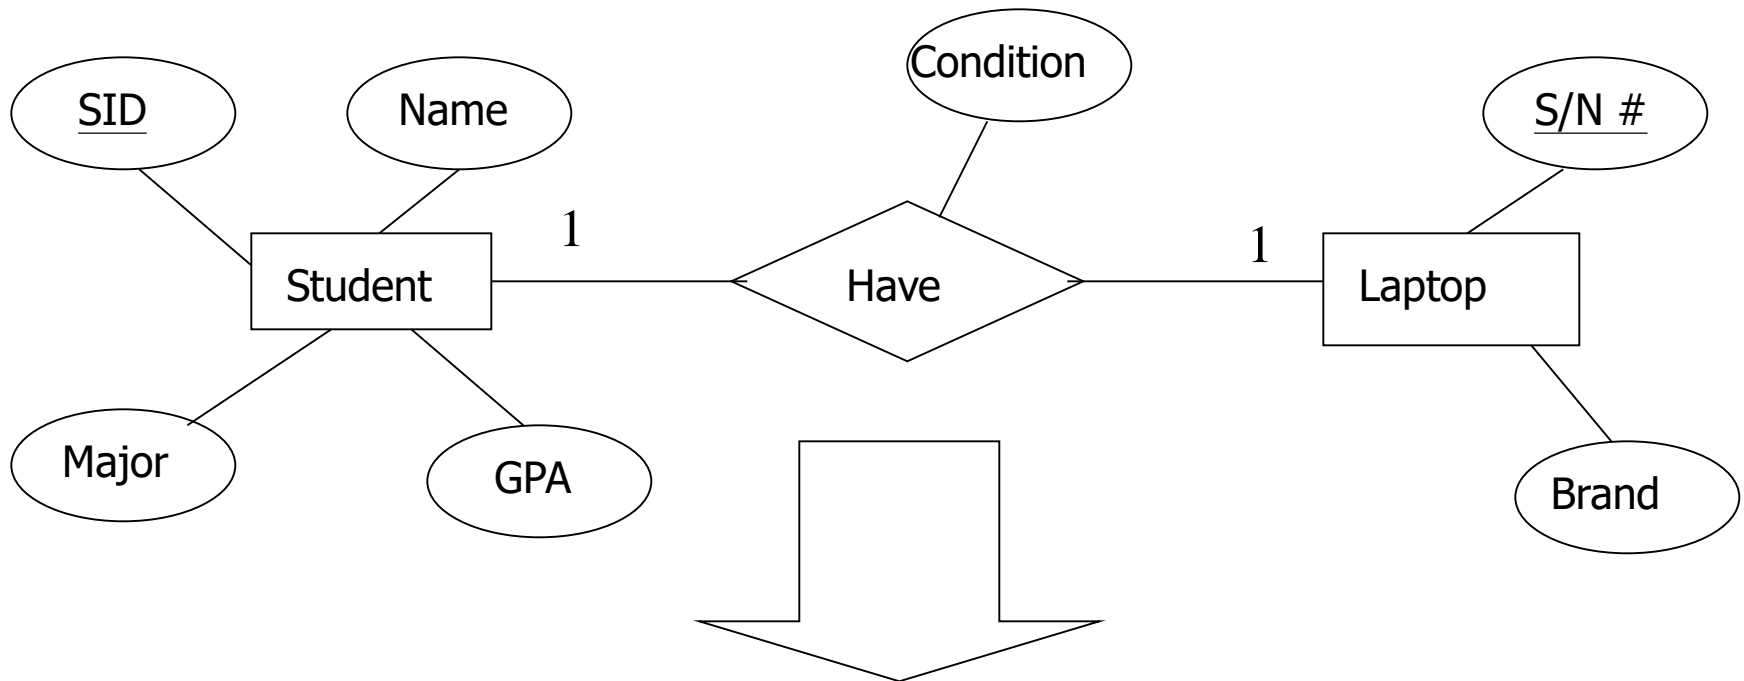 Condition
SID
Name
S/N #
1
1
Student
Have
Laptop
Major
GPA
Brand